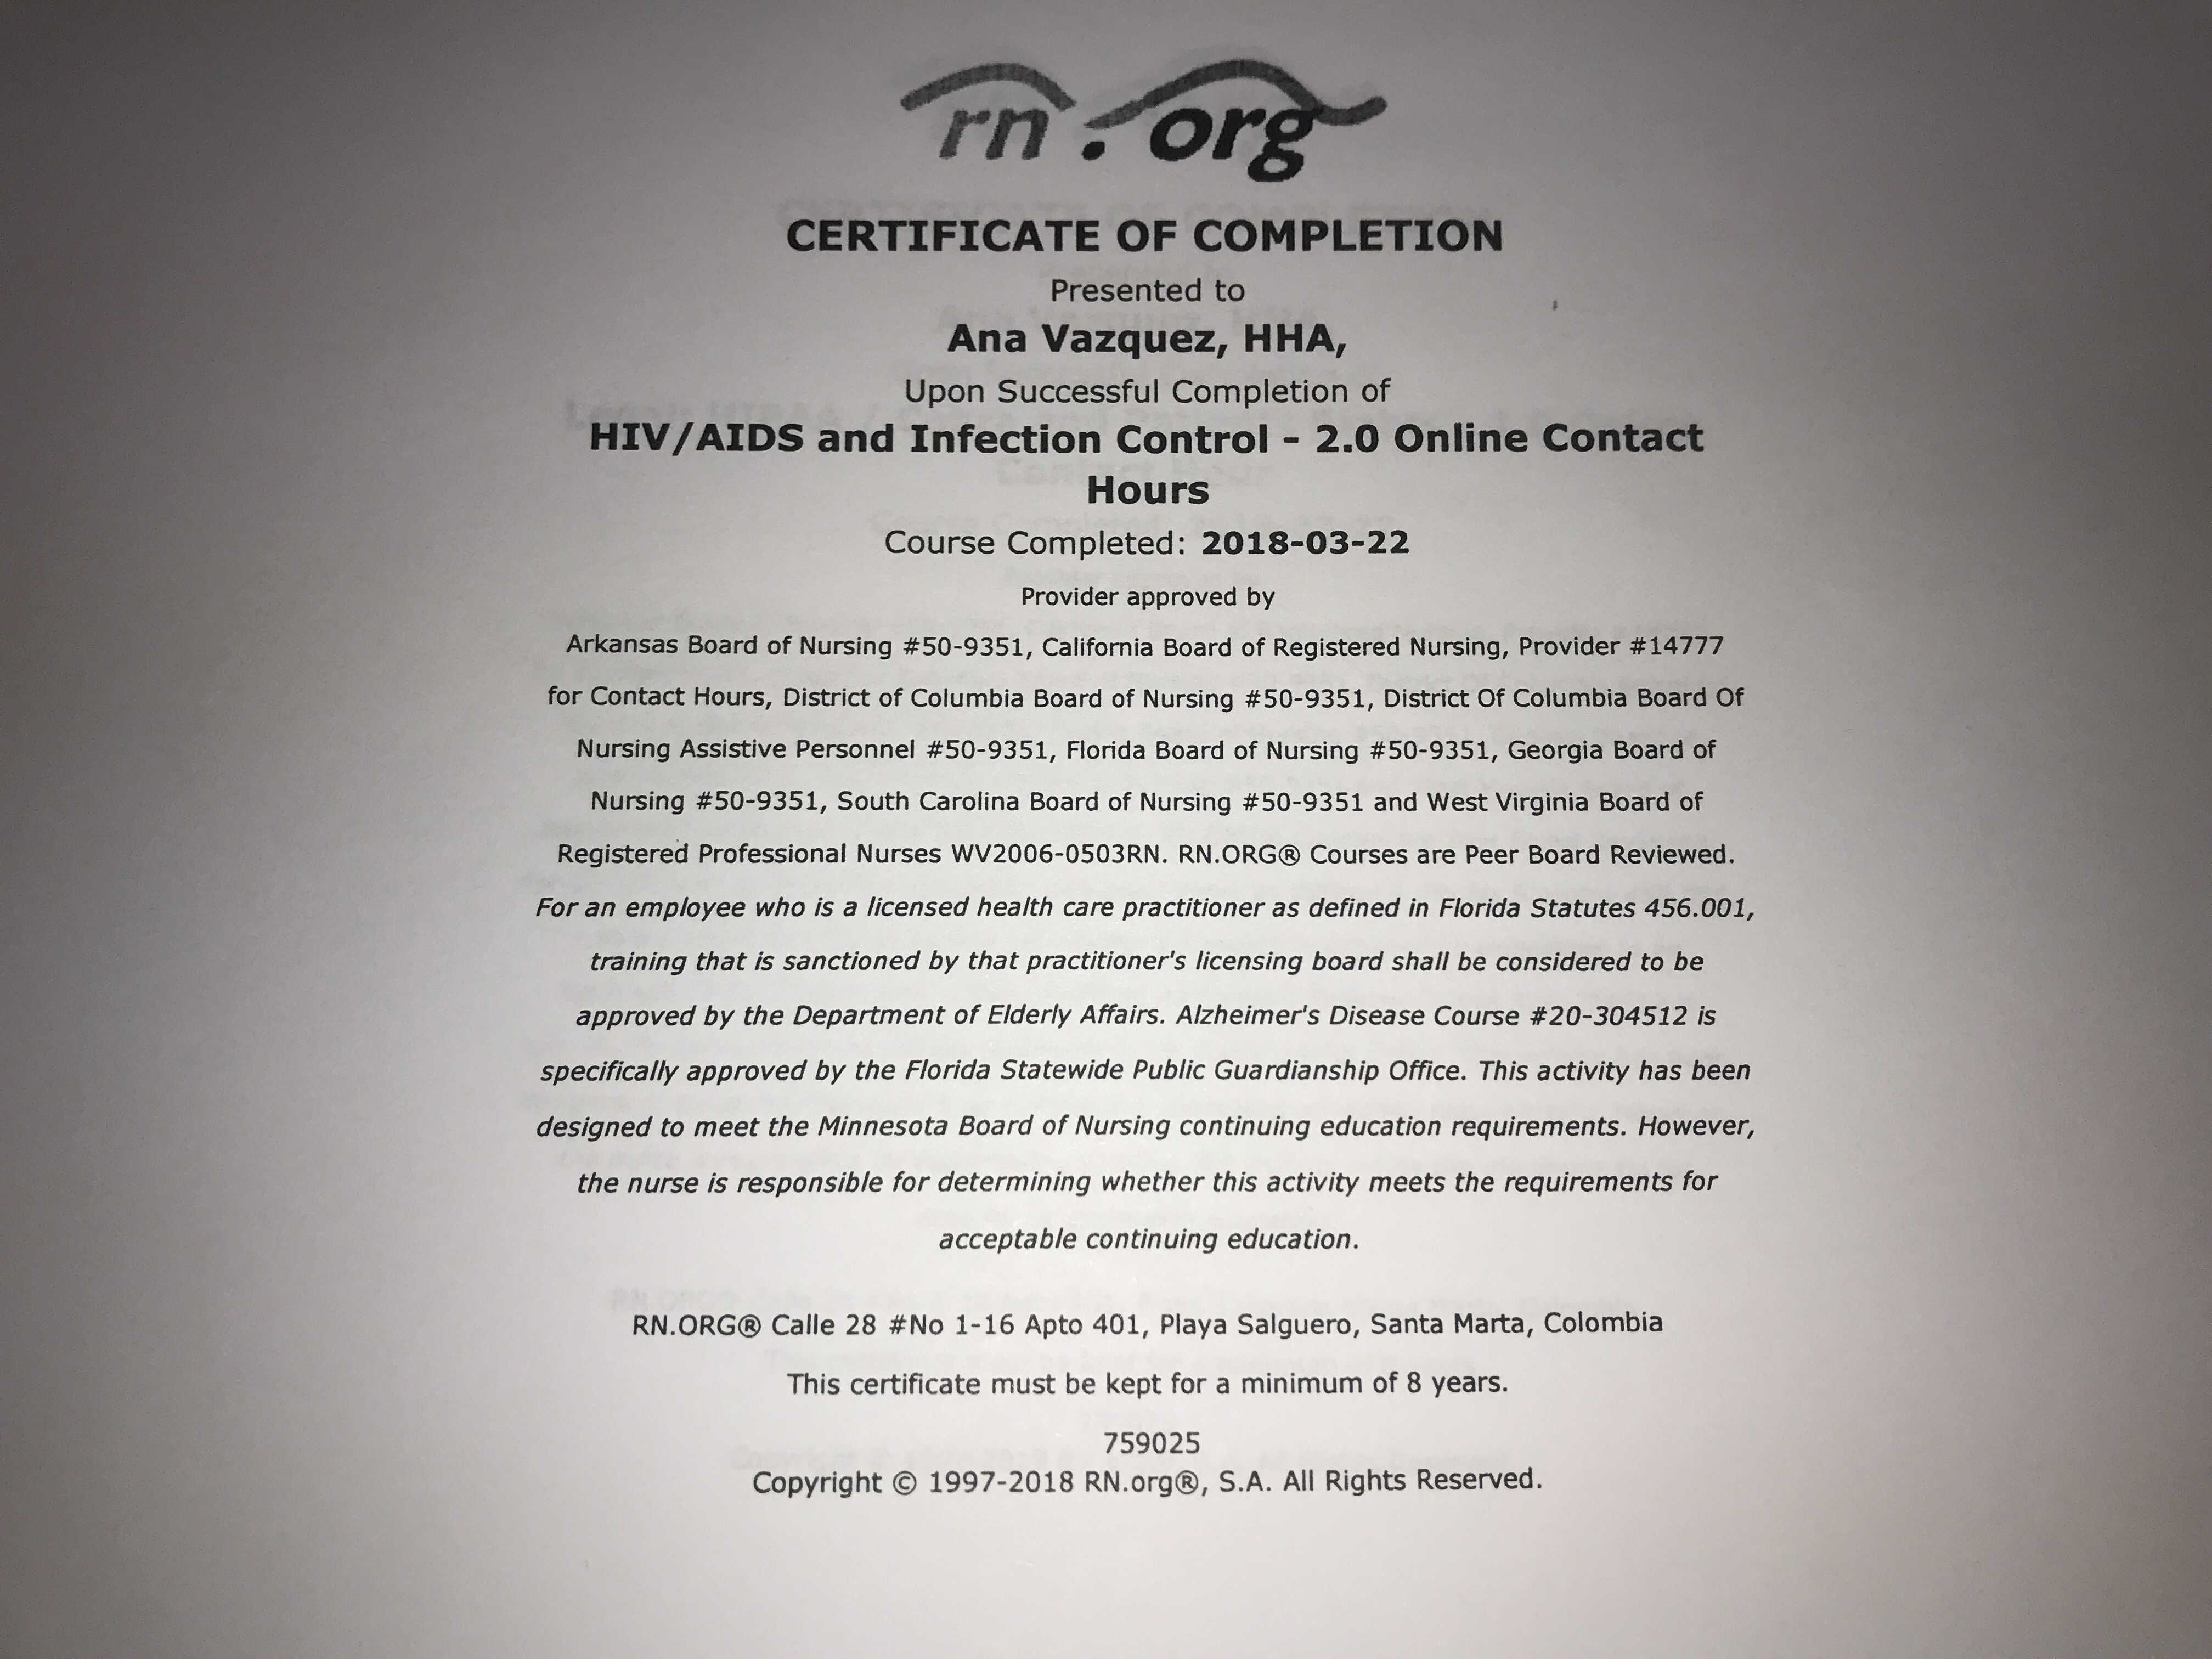 rn.org
CERTIFICATE OF COMPLETION
Presented to
Ana Vazquez, HHA,
Upon Successful Completion of
HIV/AIDS and Infection Control - 2.0 Online Contact
Hours
Course Completed: 2018-03-22
Provider approved by
Arkansas Board of Nursing #50-9351, California Board of Registered Nursing, Provider #14777
for Contact Hours, District of Columbia Board of Nursing #50-9351, District Of Columbia Board Of
Nursing Assistive Personnel #50-9351, Florida Board of Nursing #50-9351, Georgia Board of
Nursing #50-9351, South Carolina Board of Nursing #50-9351 and West Virginia Board of
Registered Professional Nurses WV2006-0503RN. RN.ORG® Courses are Peer Board Reviewed.
For an employee who is a licensed health care practitioner as defined in Florida Statutes 456.001,
training that is sanctioned by that practitioner's licensing board shall be considered to be
approved by the Department of Elderly Affairs. Alzheimer's Disease Course #20-304512 is
specifically approved by the Florida Statewide Public Guardianship Office. This activity has been
designed to meet the Minnesota Board of Nursing continuing education requirements. However,
the nurse is responsible for determining whether this activity meets the requirements for
acceptable continuing education.
RN.ORG® Calle 28 #No 1-16 Apto 401, Playa Salguero, Santa Marta, Colombia
This certificate must be kept for a minimum of 8 years.
759025
Copyright © 1997-2018 RN.org®, S.A. All Rights Reserved.